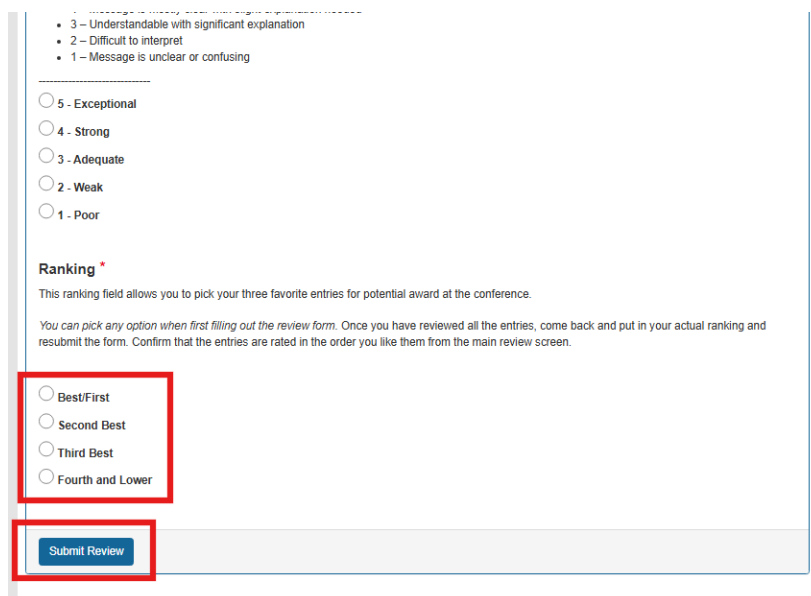 • 3 – Understandable with significant explanation
• 2 – Difficult to interpret
• 1 – Message is unclear or confusing
------------------------------
5 - Exceptional
4 - Strong
3 - Adequate
2 - Weak
1 - Poor
Ranking *
This ranking field allows you to pick your three favorite entries for potential award at the conference.
You can pick any option when first filling out the review form. Once you have reviewed all the entries, come back and put in your actual ranking and
resubmit the form. Confirm that the entries are rated in the order you like them from the main review screen.
Best/First
Second Best
Third Best
Fourth and Lower
Submit Review